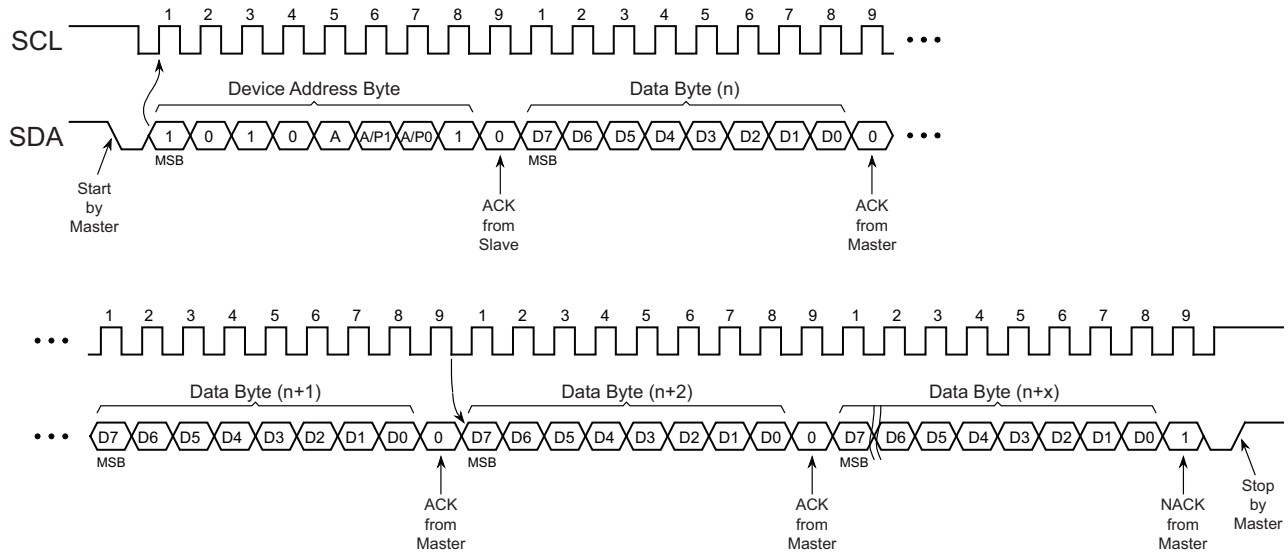 1 2 3 4 5 6 7 8 9 1 2 3 4 5 6 7 8 9
SCL
Device Address Byte Data Byte (n)
SDA 1 0 1 0 A A/P1 A/P0 1 0 D7 D6 D5 D4 D3 D2 D1 D0 0
MSB MSB
Start
by
Master
ACK
from
Slave
ACK
from
Master
1 2 3 4 5 6 7 8 9 1 2 3 4 5 6 7 8 9 1 2 3 4 5 6 7 8 9
Data Byte (n+1) Data Byte (n+2) Data Byte (n+x)
D7 D6 D5 D4 D3 D2 D1 D0 0 D7 D6 D5 D4 D3 D2 D1 D0 0 D7 D6 D5 D4 D3 D2 D1 D0 1
MSB MSB MSB
ACK
from
Master
ACK
from
Master
NACK
from
Master
Stop
by
Master